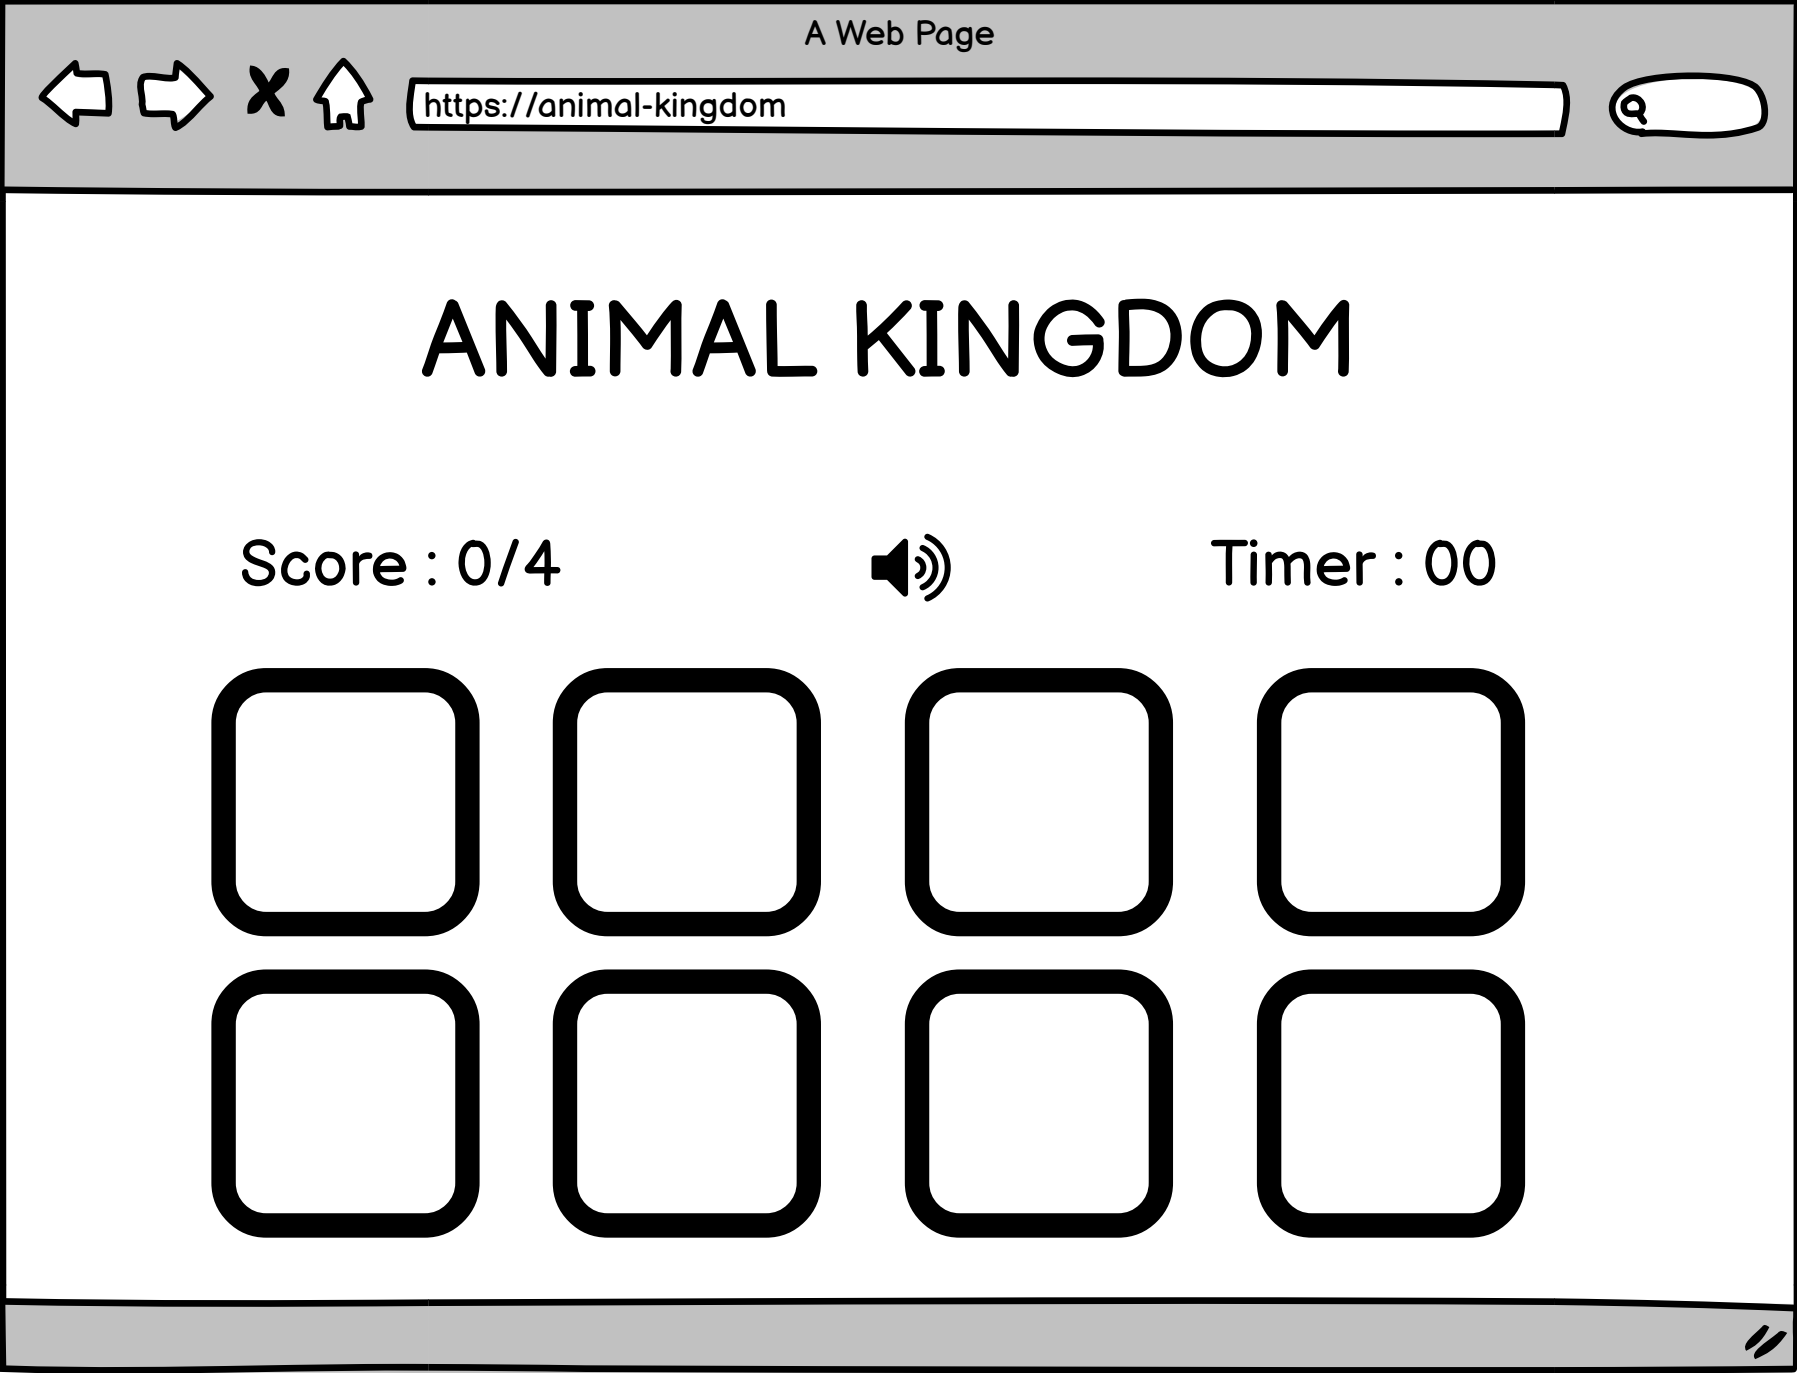 A Web Page
https://animal-kingdom
ANIMAL KINGDOM
Score : 0/4
Timer : 00